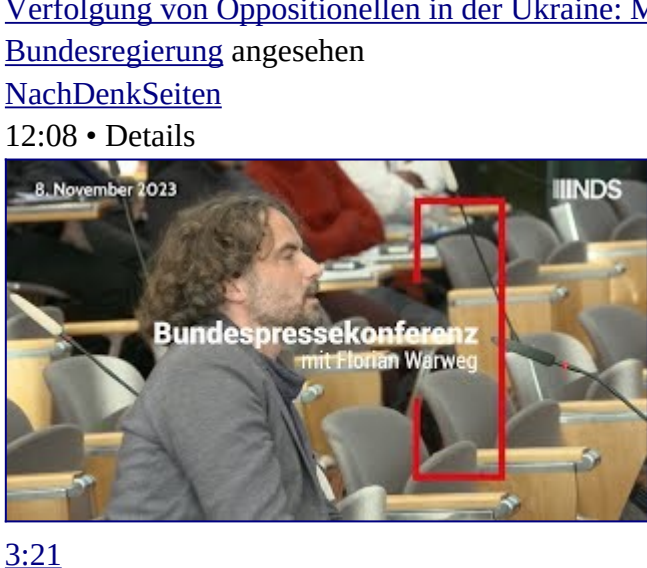 Verfolgung von Oppositionellen in der Ukraine: M
Bundesregierung angesehen
NachDenkSeiten
12:08 • Details
8. November 2023
NDS
Bundespressekonferenz
mit Florian Warweg
3:21